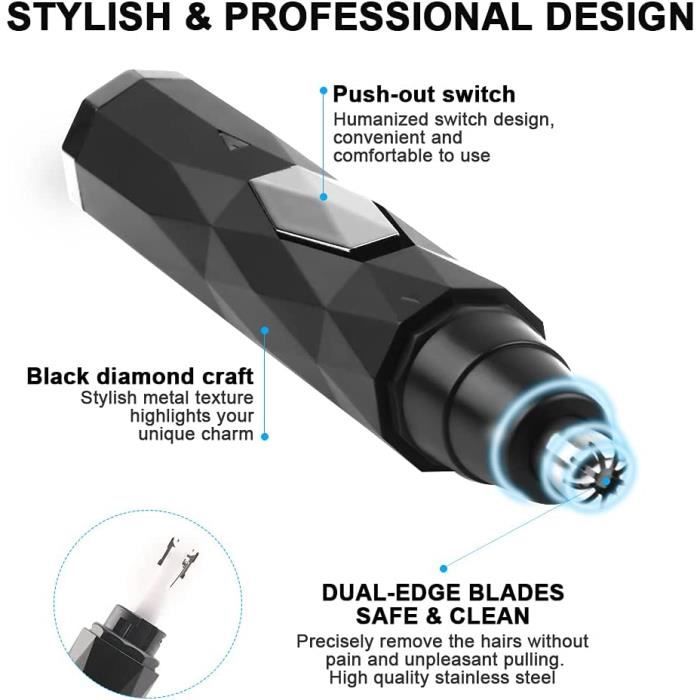 STYLISH & PROFESSIONAL DESIGN
Push-out switch
Humanized switch design,
convenient and
comfortable to use
Black diamond craft
Stylish metal texture
highlights your
unique charm
DUAL-EDGE BLADES
SAFE & CLEAN
Precisely remove the hairs without
pain and unpleasant pulling.
High quality stainless steel